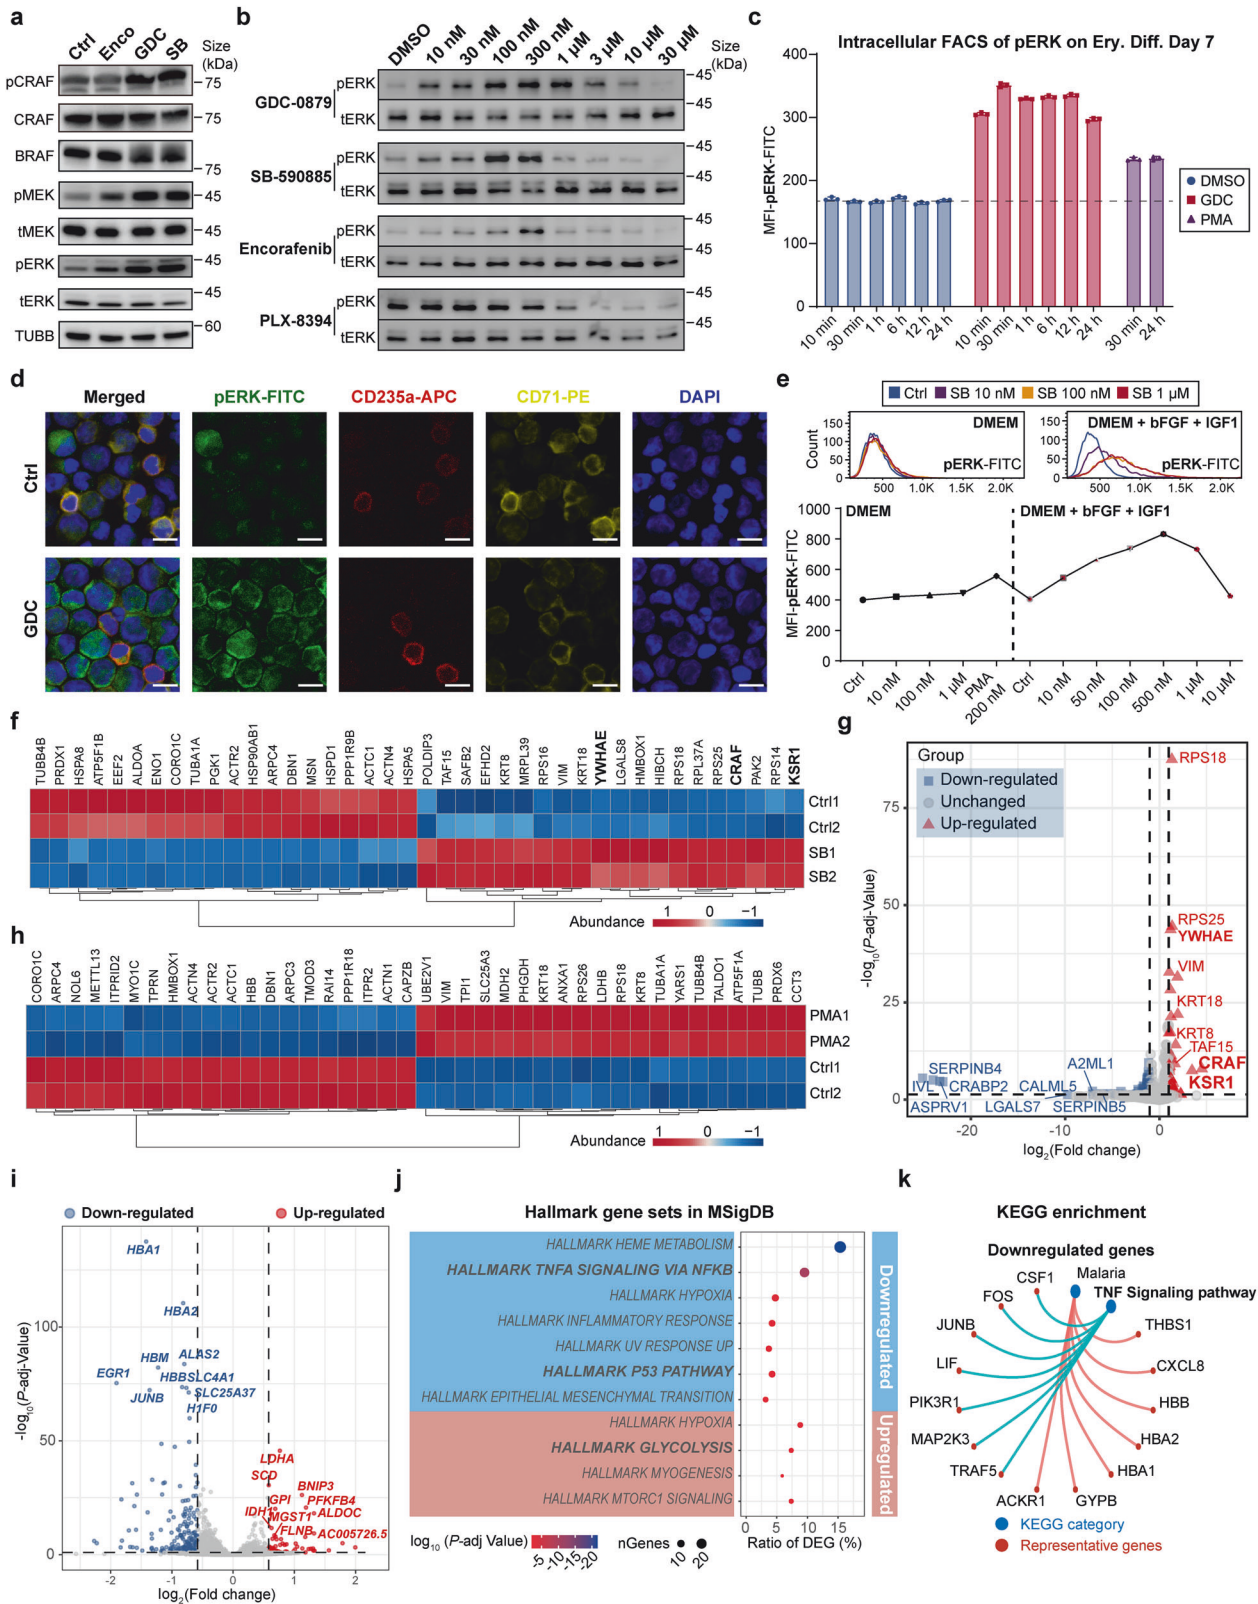 a
Ctrl
Enco
GDC
SB
Size
(kDa)
pCRAF
75
CRAF
75
BRAF
75
pMEK
45
tMEK
45
pERK
45
tERK
45
TUBB
60
b
DMSO
10 nM
30 nM
100 nM
300 nM
1 µM
3 µM
10 µM
30 µM
Size
(kDa)
GDC-0879
pERK
45
tERK
45
SB-590885
pERK
45
tERK
45
Encorafenib
pERK
45
tERK
45
PLX-8394
pERK
45
tERK
45
c
Intracellular FACS of pERK on Ery. Diff. Day 7
MFI-pERK-FITC
400
300
200
100
0
10 min
30 min
1 h
6 h
12 h
24 h
10 min
30 min
1 h
6 h
12 h
24 h
30 min
24 h
DMSO
GDC
PMA
d
Merged
pERK-FITC
CD235a-APC
CD71-PE
DAPI
Ctrl
GDC
e
Ctrl
SB 10 nM
SB 100 nM
SB 1 µM
Count
150
100
50
0
DMEM
pERK-FITC
500 1.0K 1.5K 2.0K
150
100
50
0
DMEM + bFGF + IGF1
pERK-FITC
500 1.0K 1.5K 2.0K
MFI-pERK-FITC
1000
800
600
400
200
0
DMEM
DMEM + bFGF + IGF1
Ctrl
10 nM
100 nM
1 µM
PMA
200 nM
Ctrl
10 nM
50 nM
100 nM
500 nM
1 µM
10 µM
f
TUBB4B
PRDX1
HSPA8
ATP5F1B
EEF2
ALDOA
ENO1
CORO1C
TUBA1A
PGK1
ACTR2
HSP90AB1
ARPC4
DBN1
MSN
HSPD1
PPP1R9B
ACTC1
ACTN4
HSPA5
POLDIP3
TAF15
SAFB2
EFHD2
KRT8
MRPL39
RPS16
VIM
KRT18
YWHAE
LGALS8
HMBOX1
HIBCH
RPS18
RPL37A
RPS25
CRAF
PAK2
RPS14
KSR1
Ctrl1
Ctrl2
SB1
SB2
Abundance
1 0 −1
g
Group
Down-regulated
Unchanged
Up-regulated
-log10(P-adj-Value)
75
50
25
0
-20
-10
0
log2(Fold change)
RPS18
RPS25
YWHAE
VIM
KRT18
KRT8
TAF15
CRAF
KSR1
A2ML1
SERPINB4
IVL
CRABP2
CALML5
ASPRV1
LGALS7
SERPINB5
h
CORO1C
ARPC4
NOL6
METTL13
ITPRID2
MYO1C
TPRN
HMBOX1
ACTN4
ACTR2
ACTC1
HBB
DBN1
ARPC3
TMOD3
RAI14
PPP1R18
ITPR2
ACTN1
CAPZB
UBE2V1
VIM
TPI1
SLC25A3
MDH2
PHGDH
KRT18
ANXA1
RPS26
LDHB
RPS18
KRT8
TUBA1A
YARS1
TUBB4B
TALDO1
ATP5F1A
TUBB
PRDX6
CCT3
PMA1
PMA2
Ctrl1
Ctrl2
Abundance
1 0 −1
i
Down-regulated
Up-regulated
-log10(P-adj-Value)
100
50
0
-2
-1
0
1
2
log2(Fold change)
HBA1
HBA2
HBM
ALAS2
EGR1
HBB
SLC4A1
JUNB
SLC25A37
H1F0
LDHA
SCD
BNIP3
GPI
PFKFB4
IDH1
MGST1
ALDOC
FLNB
AC005726.5
j
Hallmark gene sets in MSigDB
HALLMARK HEME METABOLISM
HALLMARK TNFA SIGNALING VIA NFKB
HALLMARK HYPOXIA
HALLMARK INFLAMMATORY RESPONSE
HALLMARK UV RESPONSE UP
HALLMARK P53 PATHWAY
HALLMARK EPITHELIAL MESENCHYMAL TRANSITION
HALLMARK HYPOXIA
HALLMARK GLYCOLYSIS
HALLMARK MYOGENESIS
HALLMARK MTORC1 SIGNALING
Downregulated
Upregulated
0 5 10 15
Ratio of DEG (%)
log10 (P-adj Value)
-5 -10 -15 -20
nGenes
10 20
k
KEGG enrichment
Downregulated genes
Malaria
TNF Signaling pathway
CSF1
FOS
JUNB
LIF
PIK3R1
MAP2K3
TRAF5
ACKR1
GYPB
HBA1
HBA2
HBB
CXCL8
THBS1
KEGG category
Representative genes